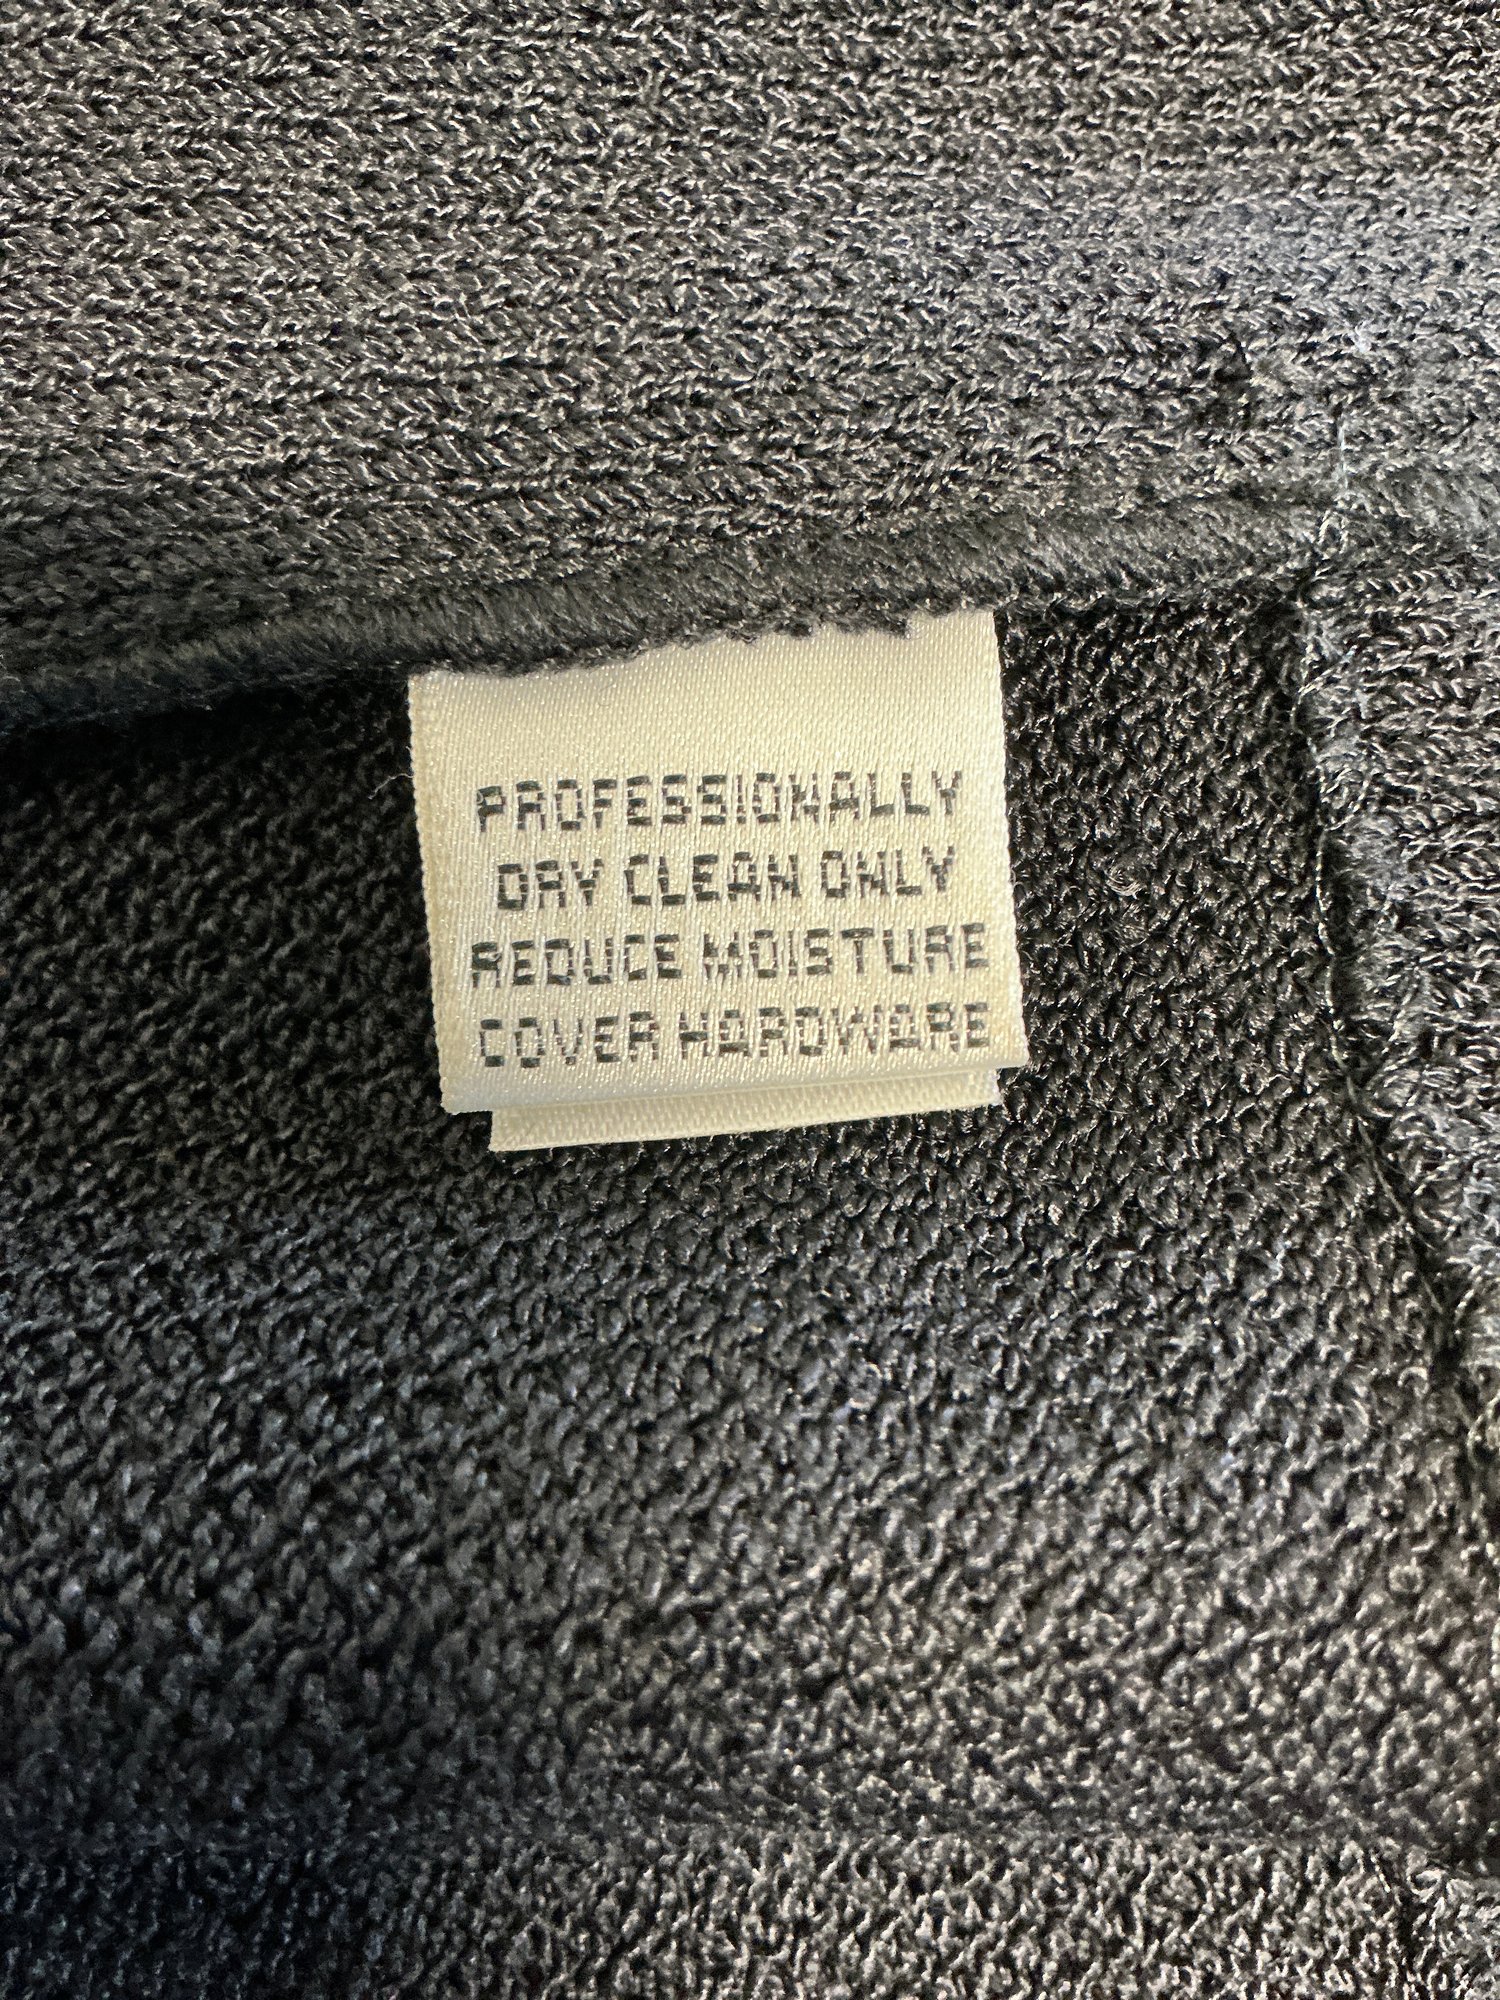 PROFESSIONALLY
DRY CLEAN ONLY
REDUCE MOISTURE
COVER HARDWARE